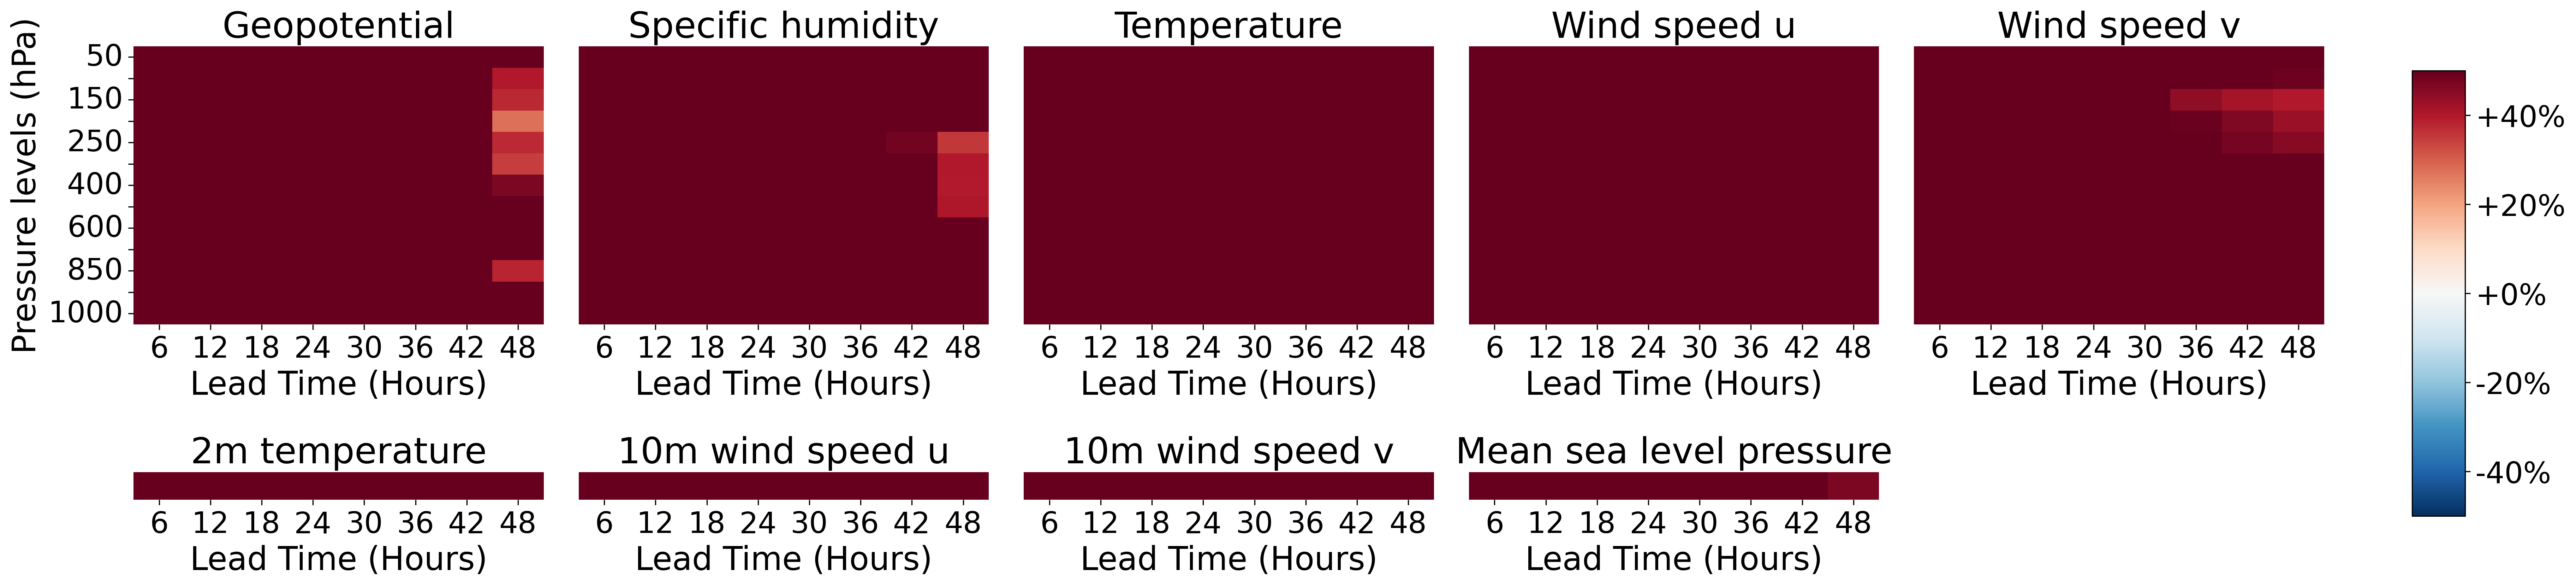 Geopotential Specific humidity Temperature Wind speed u Wind speed v
Pressure levels (hPa)
50
150
250
400
600
850
1000
6 12 18 24 30 36 42 48
Lead Time (Hours)
6 12 18 24 30 36 42 48
Lead Time (Hours)
6 12 18 24 30 36 42 48
Lead Time (Hours)
6 12 18 24 30 36 42 48
Lead Time (Hours)
6 12 18 24 30 36 42 48
Lead Time (Hours)
+40%
+20%
+0%
-20%
-40%
2m temperature
6 12 18 24 30 36 42 48
Lead Time (Hours)
10m wind speed u
6 12 18 24 30 36 42 48
Lead Time (Hours)
10m wind speed v
6 12 18 24 30 36 42 48
Lead Time (Hours)
Mean sea level pressure
6 12 18 24 30 36 42 48
Lead Time (Hours)